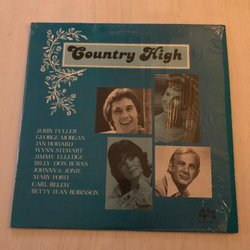 Country High
JERRY FULLER
GEORGE MORGAN
JAN HOWARD
WYNN STEWART
JIMMY ELLEDGE
BILLY DON BURNS
JOHNNY & JONIE
MARY FORD
CARL BELEW
BETTY JEAN ROBINSON